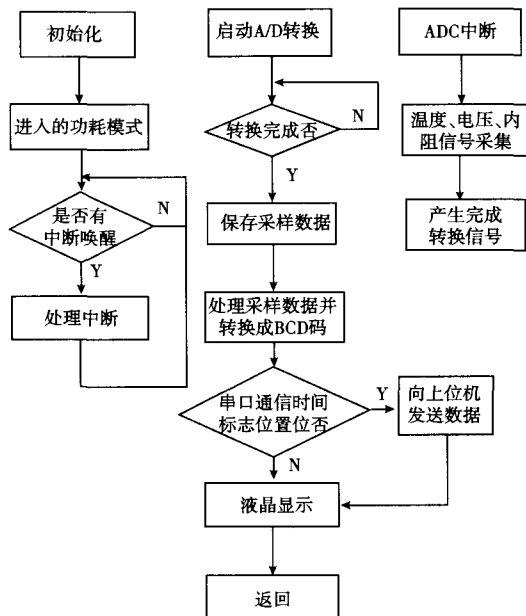 初始化
进入的功耗模式
是否有
中断唤醒
N
Y
处理中断
启动A/D转换
转换完成否
N
Y
保存采样数据
处理采样数据并
转换成BCD码
串口通信时间
标志位置位否
Y
向上位机
发送数据
N
液晶显示
返回
ADC中断
温度、电压、内
阻信号采集
产生完成
转换信号